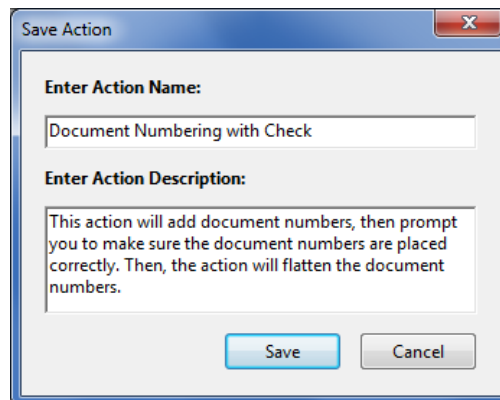 Save Action
Enter Action Name:
Document Numbering with Check
Enter Action Description:
This action will add document numbers, then prompt
you to make sure the document numbers are placed
correctly. Then, the action will flatten the document
numbers.
Save Cancel